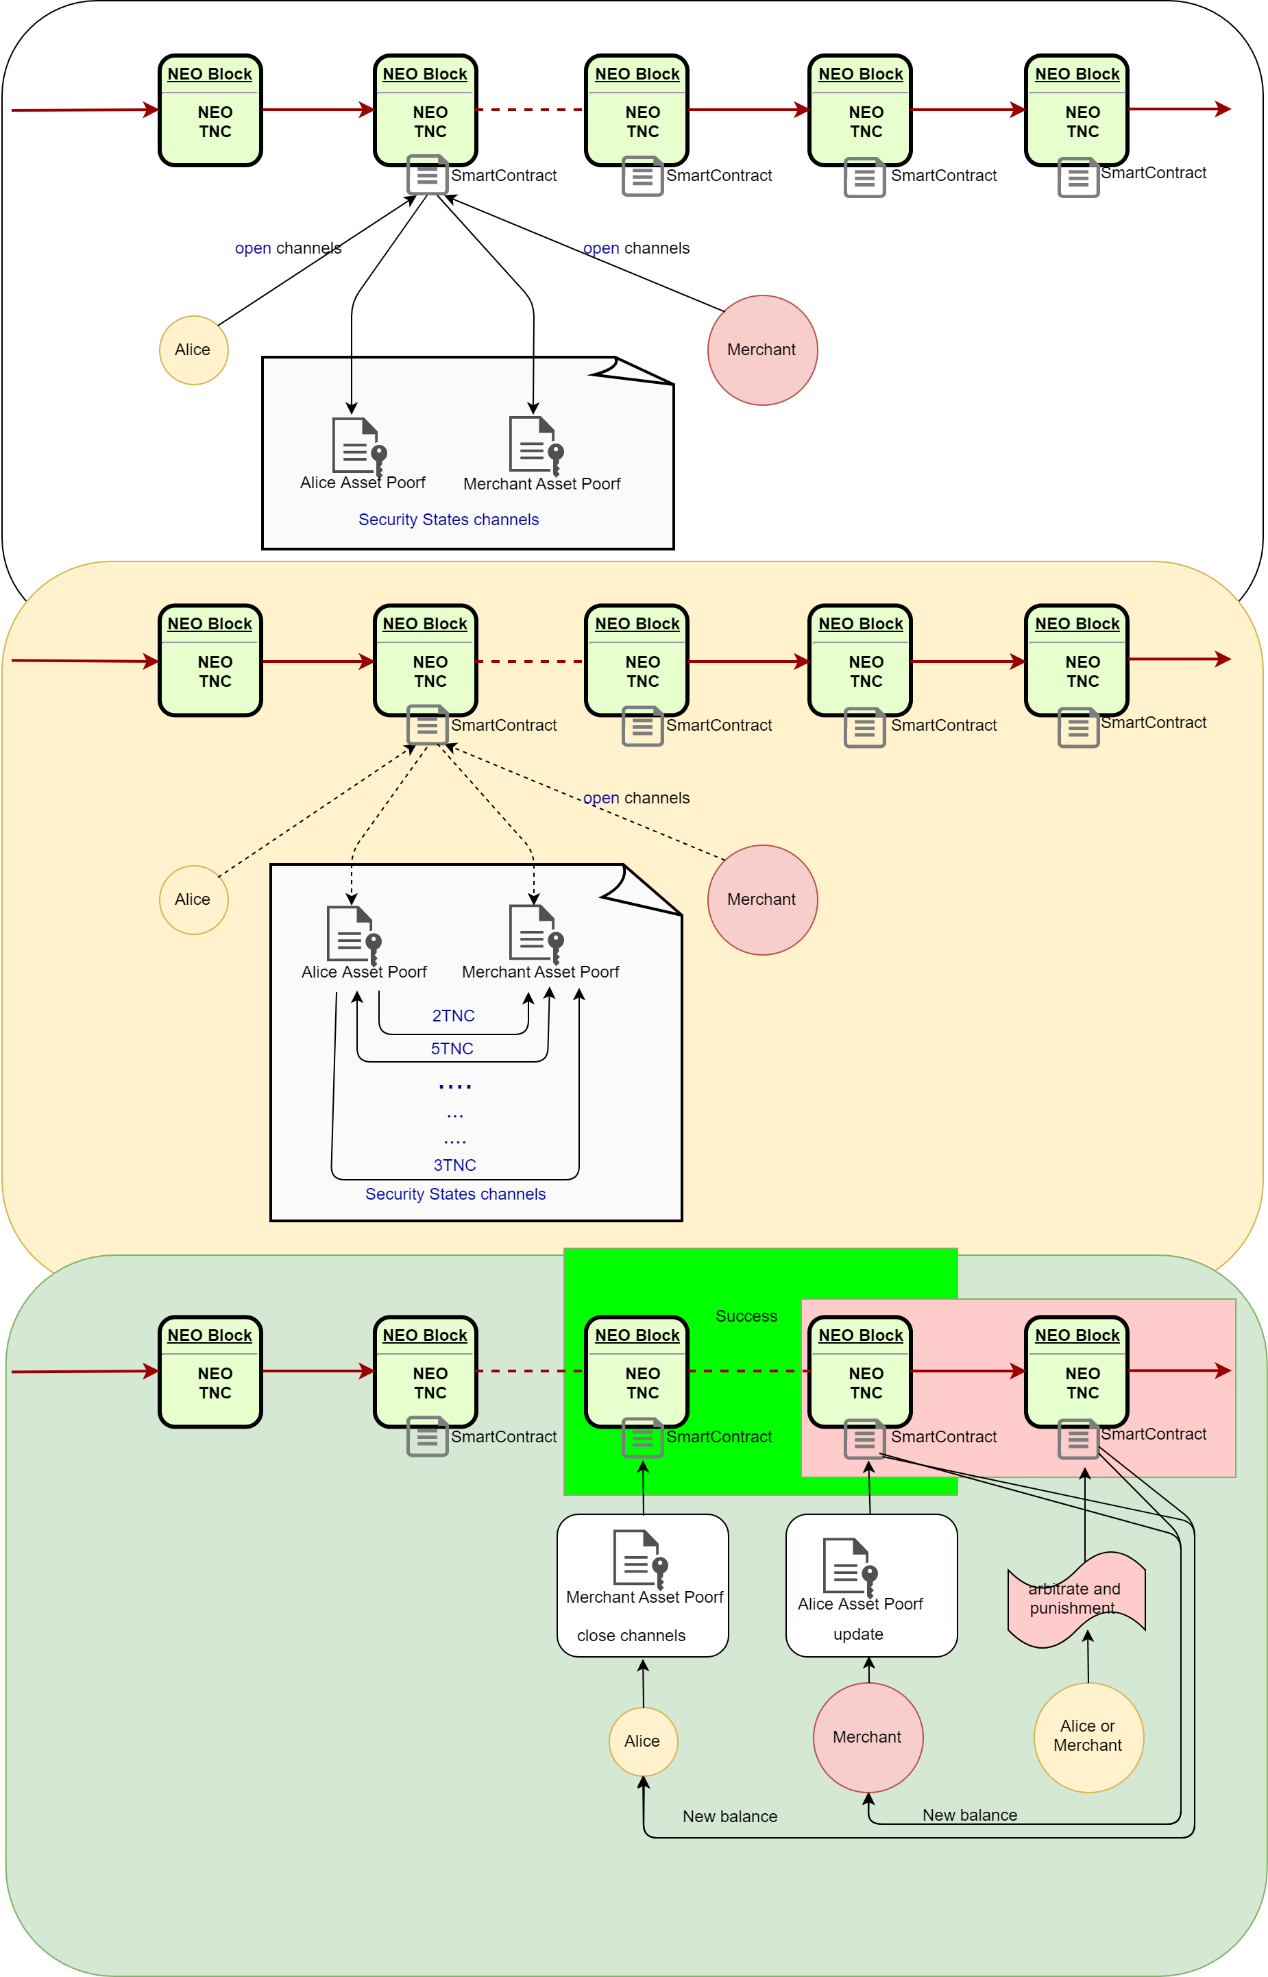 NEO Block NEO Block NEO Block NEO Block NEO Block
NEO NEO NEO NEO NEO
TNC TNC TNC TNC TNC
SmartContract SmartContract SmartContract SmartContract
open channels open channels
Alice Merchant
Alice Asset Poorf Merchant Asset Poorf
Security States channels
NEO Block NEO Block NEO Block NEO Block NEO Block
NEO NEO NEO NEO NEO
TNC TNC TNC TNC TNC
SmartContract SmartContract SmartContract SmartContract
open channels
Alice Merchant
Alice Asset Poorf Merchant Asset Poorf
2TNC
5TNC
....
...
....
3TNC
Security States channels
Success
NEO Block NEO Block NEO Block NEO Block NEO Block
NEO NEO NEO NEO NEO
TNC TNC TNC TNC TNC
SmartContract SmartContract SmartContract SmartContract
Merchant Asset Poorf
close channels
Alice Asset Poorf
update
arbitrate and
punishment
Alice
Merchant
Alice or
Merchant
New balance New balance